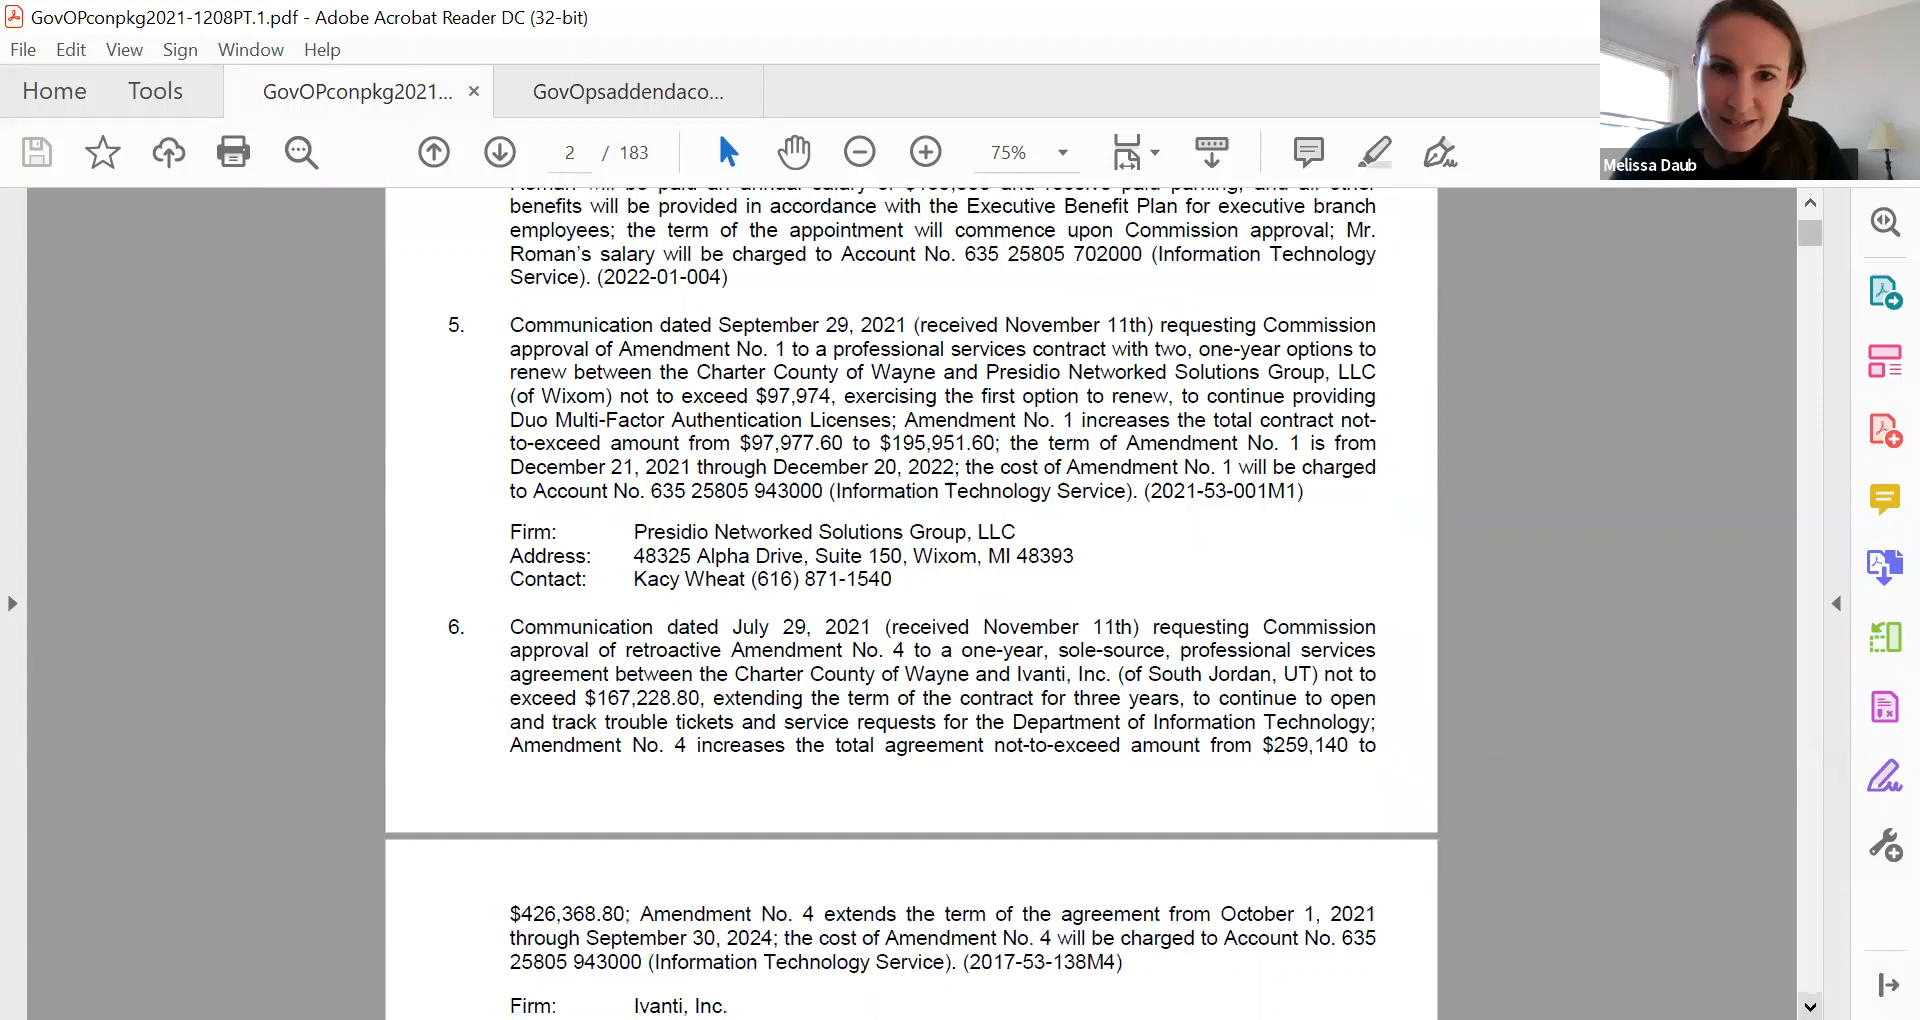 GovOPconpkg2021-1208PT.1.pdf - Adobe Acrobat Reader DC (32-bit)
File Edit View Sign Window Help
Home Tools GovOPconpkg2021... × GovOpsaddendaco...
2 / 183 75%
Melissa Daub
benefits will be provided in accordance with the Executive Benefit Plan for executive branch
employees; the term of the appointment will commence upon Commission approval; Mr.
Roman's salary will be charged to Account No. 635 25805 702000 (Information Technology
Service). (2022-01-004)
5. Communication dated September 29, 2021 (received November 11th) requesting Commission
approval of Amendment No. 1 to a professional services contract with two, one-year options to
renew between the Charter County of Wayne and Presidio Networked Solutions Group, LLC
(of Wixom) not to exceed $97,974, exercising the first option to renew, to continue providing
Duo Multi-Factor Authentication Licenses; Amendment No. 1 increases the total contract not-
to-exceed amount from $97,977.60 to $195,951.60; the term of Amendment No. 1 is from
December 21, 2021 through December 20, 2022; the cost of Amendment No. 1 will be charged
to Account No. 635 25805 943000 (Information Technology Service). (2021-53-001M1)
Firm: Presidio Networked Solutions Group, LLC
Address: 48325 Alpha Drive, Suite 150, Wixom, MI 48393
Contact: Kacy Wheat (616) 871-1540
6. Communication dated July 29, 2021 (received November 11th) requesting Commission
approval of retroactive Amendment No. 4 to a one-year, sole-source, professional services
agreement between the Charter County of Wayne and Ivanti, Inc. (of South Jordan, UT) not to
exceed $167,228.80, extending the term of the contract for three years, to continue to open
and track trouble tickets and service requests for the Department of Information Technology;
Amendment No. 4 increases the total agreement not-to-exceed amount from $259,140 to
$426,368.80; Amendment No. 4 extends the term of the agreement from October 1, 2021
through September 30, 2024; the cost of Amendment No. 4 will be charged to Account No. 635
25805 943000 (Information Technology Service). (2017-53-138M4)
Firm: Ivanti, Inc.